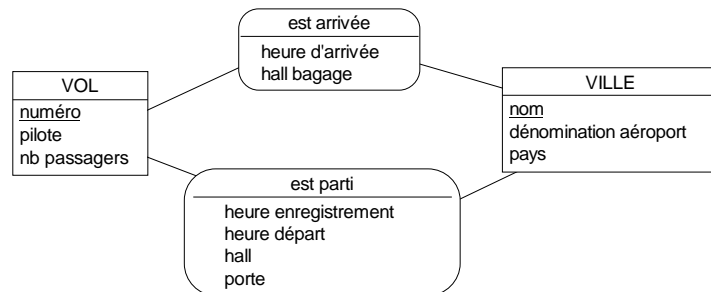 est arrivée
heure d'arrivée
hall bagage
VOL
numéro
pilote
nb passagers
VILLE
nom
dénomination aéroport
pays
est parti
heure enregistrement
heure départ
hall
porte